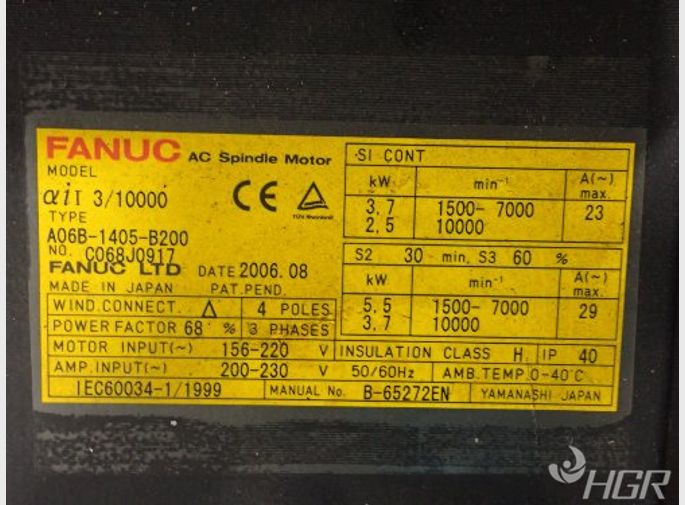 FANUC AC Spindle Motor
MODEL
αiI 3/10000
TYPE
A06B-1405-B200
NO. C068J0917
FANUC LTD DATE 2006.08
MADE IN JAPAN PAT.PEND.
CE TÜV Rheinland
WIND.CONNECT. Δ 4 POLES
POWER FACTOR 68 % 3 PHASES
SI CONT
kW min⁻¹ A(~) max.
3.7 1500-7000 23
2.5 10000
S2 30 min, S3 60 %
kW min⁻¹ A(~) max.
5.5 1500-7000 29
3.7 10000
MOTOR INPUT(~) 156-220 V INSULATION CLASS H. IP 40
AMP.INPUT(~) 200-230 V 50/60Hz AMB.TEMP.0-40°C
IEC60034-1/1999 MANUAL No. B-65272EN YAMANASHI JAPAN
HGR